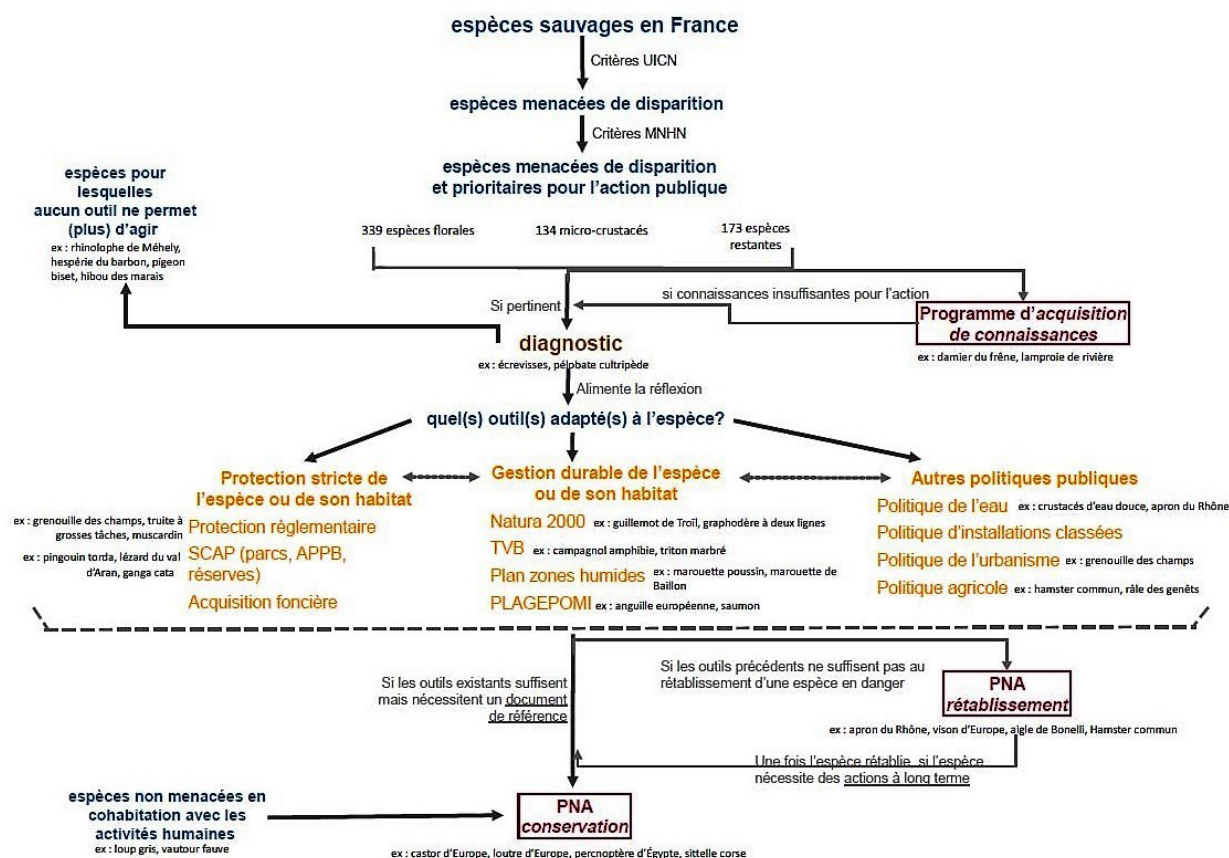 espèces sauvages en France
Critères UICN
espèces menacées de disparition
Critères MNHN
espèces menacées de disparition
et prioritaires pour l'action publique
espèces pour
lesquelles
aucun outil ne permet
(plus) d'agir
ex : rhinolophe de Méhely,
hespérie du barbon, pigeon
biset, hibou des marais
339 espèces florales
134 micro-crustacés
173 espèces
restantes
Si pertinent
si connaissances insuffisantes pour l'action
Programme d'acquisition
de connaissances
ex : damier du frêne, lamproie de rivière
diagnostic
ex : écrevisses, pélobate cultripède
Alimente la réflexion
quel(s) outil(s) adapté(s) à l'espèce?
Protection stricte de
l'espèce ou de son habitat
ex : grenouille des champs, truite à
grosses tâches, muscardin
Protection règlementaire
ex : pingouin torda, lézard du val
d'Aran, ganga cata
SCAP (parcs, APPB,
réserves)
Acquisition foncière
Gestion durable de l'espèce
ou de son habitat
Natura 2000 ex : guillemot de Troïl, graphodère à deux lignes
TVB ex : campagnol amphibie, triton marbré
Plan zones humides ex : marouette poussin, marouette de
Baillon
PLAGEPOMI ex : anguille européenne, saumon
Autres politiques publiques
Politique de l'eau ex : crustacés d'eau douce, apron du Rhône
Politique d'installations classées
Politique de l'urbanisme ex : grenouille des champs
Politique agricole ex : hamster commun, râle des genêts
Si les outils existants suffisent
mais nécessitent un document
de référence
Si les outils précédents ne suffisent pas au
rétablissement d'une espèce en danger
PNA
rétablissement
ex : apron du Rhône, vison d'Europe, aigle de Bonelli, Hamster commun
Une fois l'espèce rétablie, si l'espèce
nécessite des actions à long terme
espèces non menacées en
cohabitation avec les
activités humaines
ex : loup gris, vautour fauve
PNA
conservation
ex : castor d'Europe, loutre d'Europe, percnoptère d'Égypte, sittelle corse